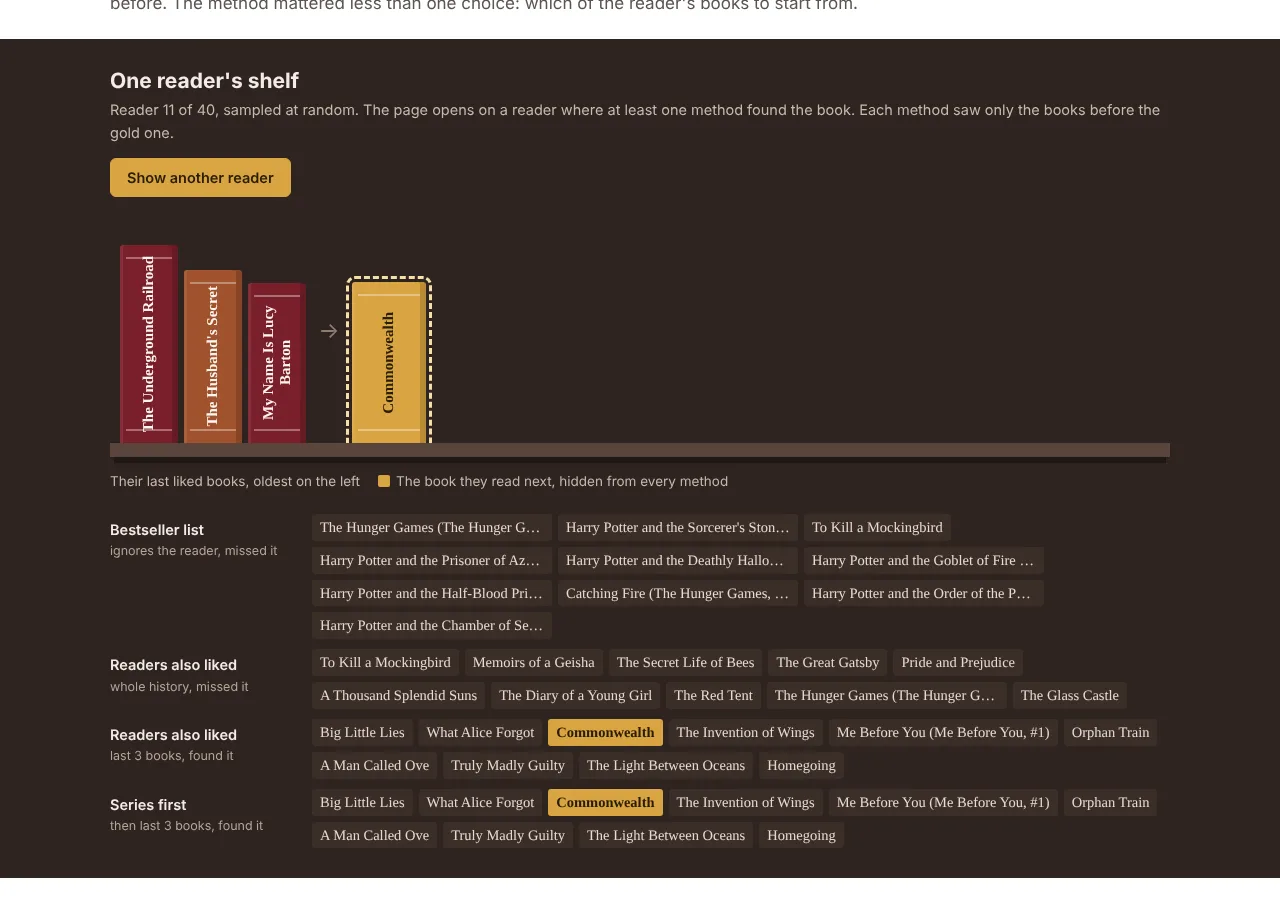 before. The method mattered less than one choice: which of the reader's books to start from.
One reader's shelf
Reader 11 of 40, sampled at random. The page opens on a reader where at least one method found the book. Each method saw only the books before the
gold one.
Show another reader
The Underground Railroad
The Husband's Secret
My Name Is Lucy
Barton
→
Commonwealth
Their last liked books, oldest on the left
The book they read next, hidden from every method
Bestseller list
ignores the reader, missed it
The Hunger Games (The Hunger G… Harry Potter and the Sorcerer's Ston… To Kill a Mockingbird
Harry Potter and the Prisoner of Az… Harry Potter and the Deathly Hallo… Harry Potter and the Goblet of Fire …
Harry Potter and the Half-Blood Pri… Catching Fire (The Hunger Games, … Harry Potter and the Order of the P…
Harry Potter and the Chamber of Se…
Readers also liked
whole history, missed it
To Kill a Mockingbird Memoirs of a Geisha The Secret Life of Bees The Great Gatsby Pride and Prejudice
A Thousand Splendid Suns The Diary of a Young Girl The Red Tent The Hunger Games (The Hunger G… The Glass Castle
Readers also liked
last 3 books, found it
Big Little Lies What Alice Forgot Commonwealth The Invention of Wings Me Before You (Me Before You, #1) Orphan Train
A Man Called Ove Truly Madly Guilty The Light Between Oceans Homegoing
Series first
then last 3 books, found it
Big Little Lies What Alice Forgot Commonwealth The Invention of Wings Me Before You (Me Before You, #1) Orphan Train
A Man Called Ove Truly Madly Guilty The Light Between Oceans Homegoing